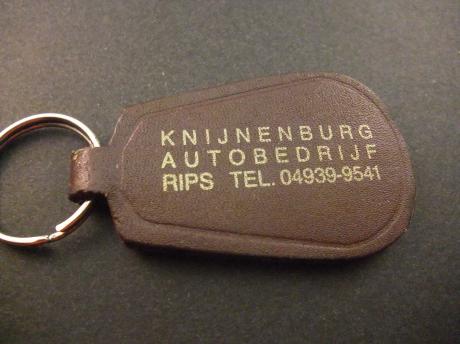 KNIJNENBURG
AUTOBEDRIJF
RIPS TEL. 04939-9541